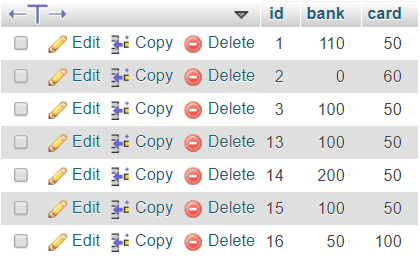 id bank card
Edit Copy Delete 1 110 50
Edit Copy Delete 2 0 60
Edit Copy Delete 3 100 50
Edit Copy Delete 13 100 50
Edit Copy Delete 14 200 50
Edit Copy Delete 15 100 50
Edit Copy Delete 16 50 100